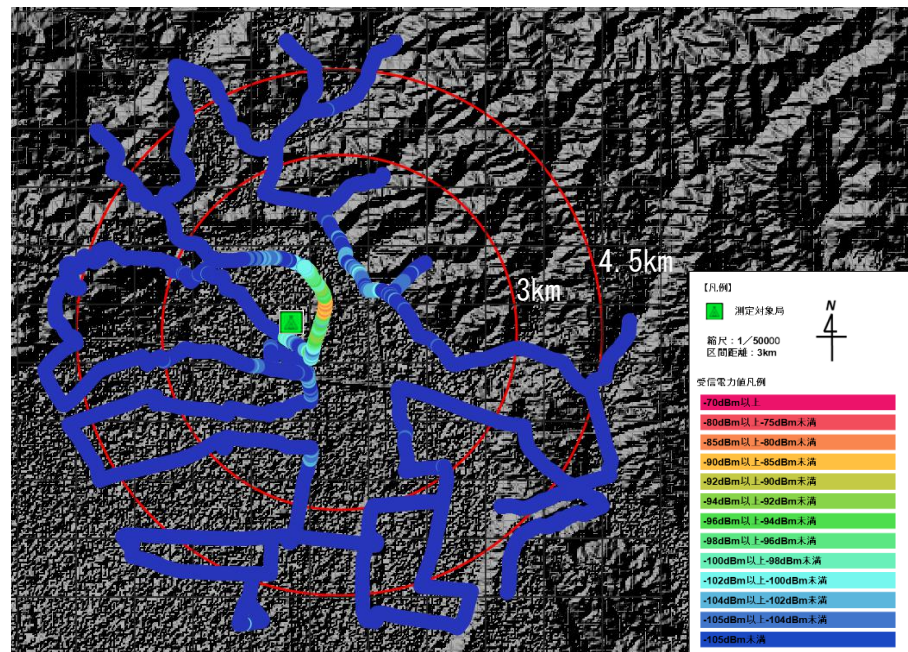 4.5km
3km
【凡例】
測定対象局
N
縮尺：1／50000
区間距離：3km
受信電力値凡例
-70dBm以上
-80dBm以上-75dBm未満
-85dBm以上-80dBm未満
-90dBm以上-85dBm未満
-92dBm以上-90dBm未満
-94dBm以上-92dBm未満
-96dBm以上-94dBm未満
-98dBm以上-96dBm未満
-100dBm以上-98dBm未満
-102dBm以上-100dBm未満
-104dBm以上-102dBm未満
-105dBm以上-104dBm未満
-105dBm未満